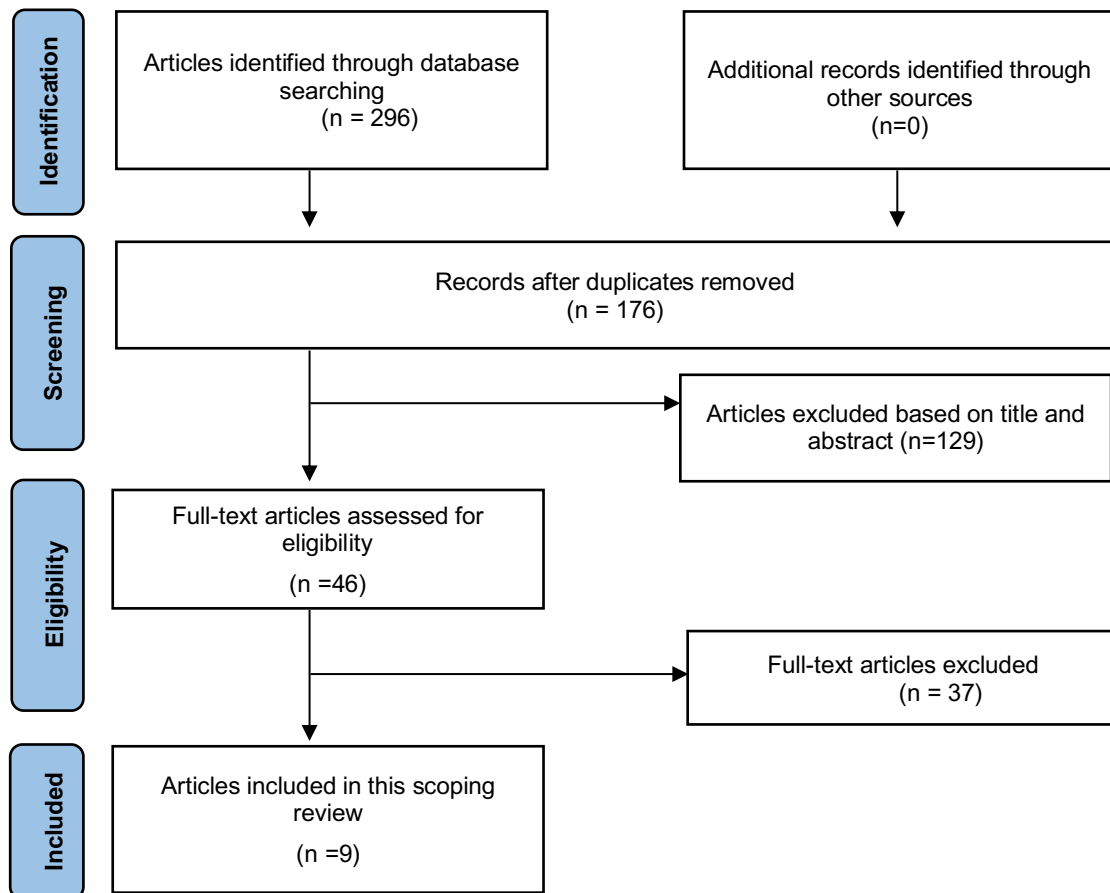 Identification
Articles identified through database
searching
(n = 296)
Additional records identified through
other sources
(n=0)
Screening
Records after duplicates removed
(n = 176)
Articles excluded based on title and
abstract (n=129)
Eligibility
Full-text articles assessed for
eligibility
(n =46)
Full-text articles excluded
(n = 37)
Included
Articles included in this scoping
review
(n =9)